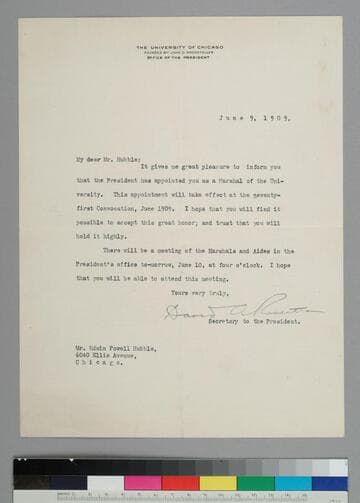 THE UNIVERSITY OF CHICAGO
FOUNDED BY JOHN D. ROCKEFELLER
OFFICE OF THE PRESIDENT
June 9, 1909.
My dear Mr. Hubble:
It gives me great pleasure to inform you
that the President has appointed you as a Marshal of the Uni-
versity. This appointment will take effect at the seventy-
first Convocation, June 1909. I hope that you will find it
possible to accept this great honor, and trust that you will
hold it highly.
There will be a meeting of the Marshals and Aides in the
President's office to-morrow, June 10, at four o'clock. I hope
that you will be able to attend this meeting.
Yours very truly,
David A.
Secretary to the President.
Mr. Edwin Powell Hubble,
6040 Ellis Avenue,
Chicago.